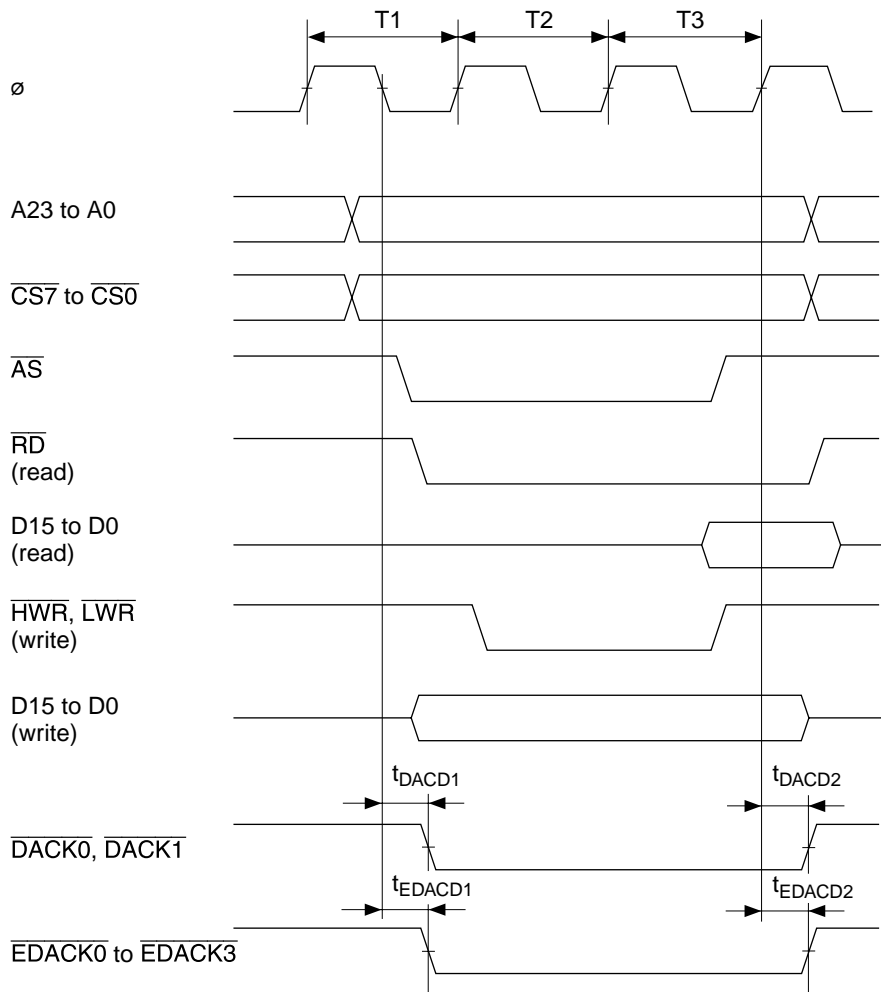 T1 T2 T3
ø
A23 to A0
CS7 to CS0
AS
RD
(read)
D15 to D0
(read)
HWR, LWR
(write)
D15 to D0
(write)
tDACD1 tDACD2
DACK0, DACK1
tEDACD1 tEDACD2
EDACK0 to EDACK3